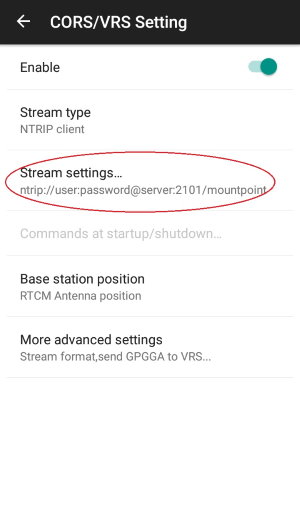 CORS/VRS Setting
Enable
Stream type
NTRIP client
Stream settings...
ntrip://user:password@server:2101/mountpoint
Commands at startup/shutdown...
Base station position
RTCM Antenna position
More advanced settings
Stream format,send GPGGA to VRS...